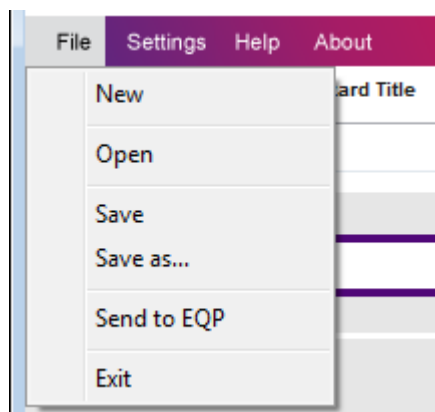 File Settings Help About
New
ard Title
Open
Save
Save as...
Send to EQP
Exit